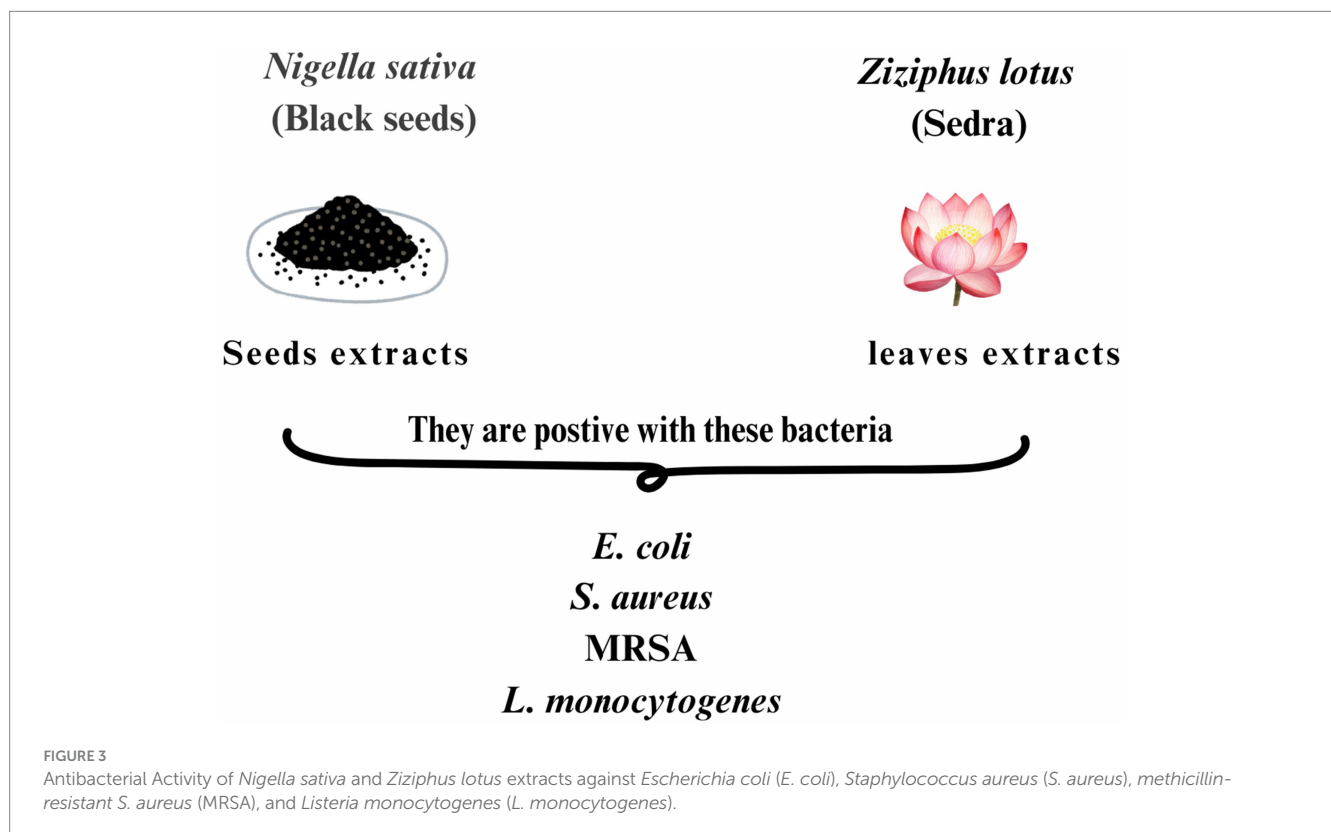 Nigella sativa
(Black seeds)
Ziziphus lotus
(Sedra)
Seeds extracts
leaves extracts
They are postive with these bacteria
E. coli
S. aureus
MRSA
L. monocytogenes
FIGURE 3
Antibacterial Activity of Nigella sativa and Ziziphus lotus extracts against Escherichia coli (E. coli), Staphylococcus aureus (S. aureus), methicillin-
resistant S. aureus (MRSA), and Listeria monocytogenes (L. monocytogenes).